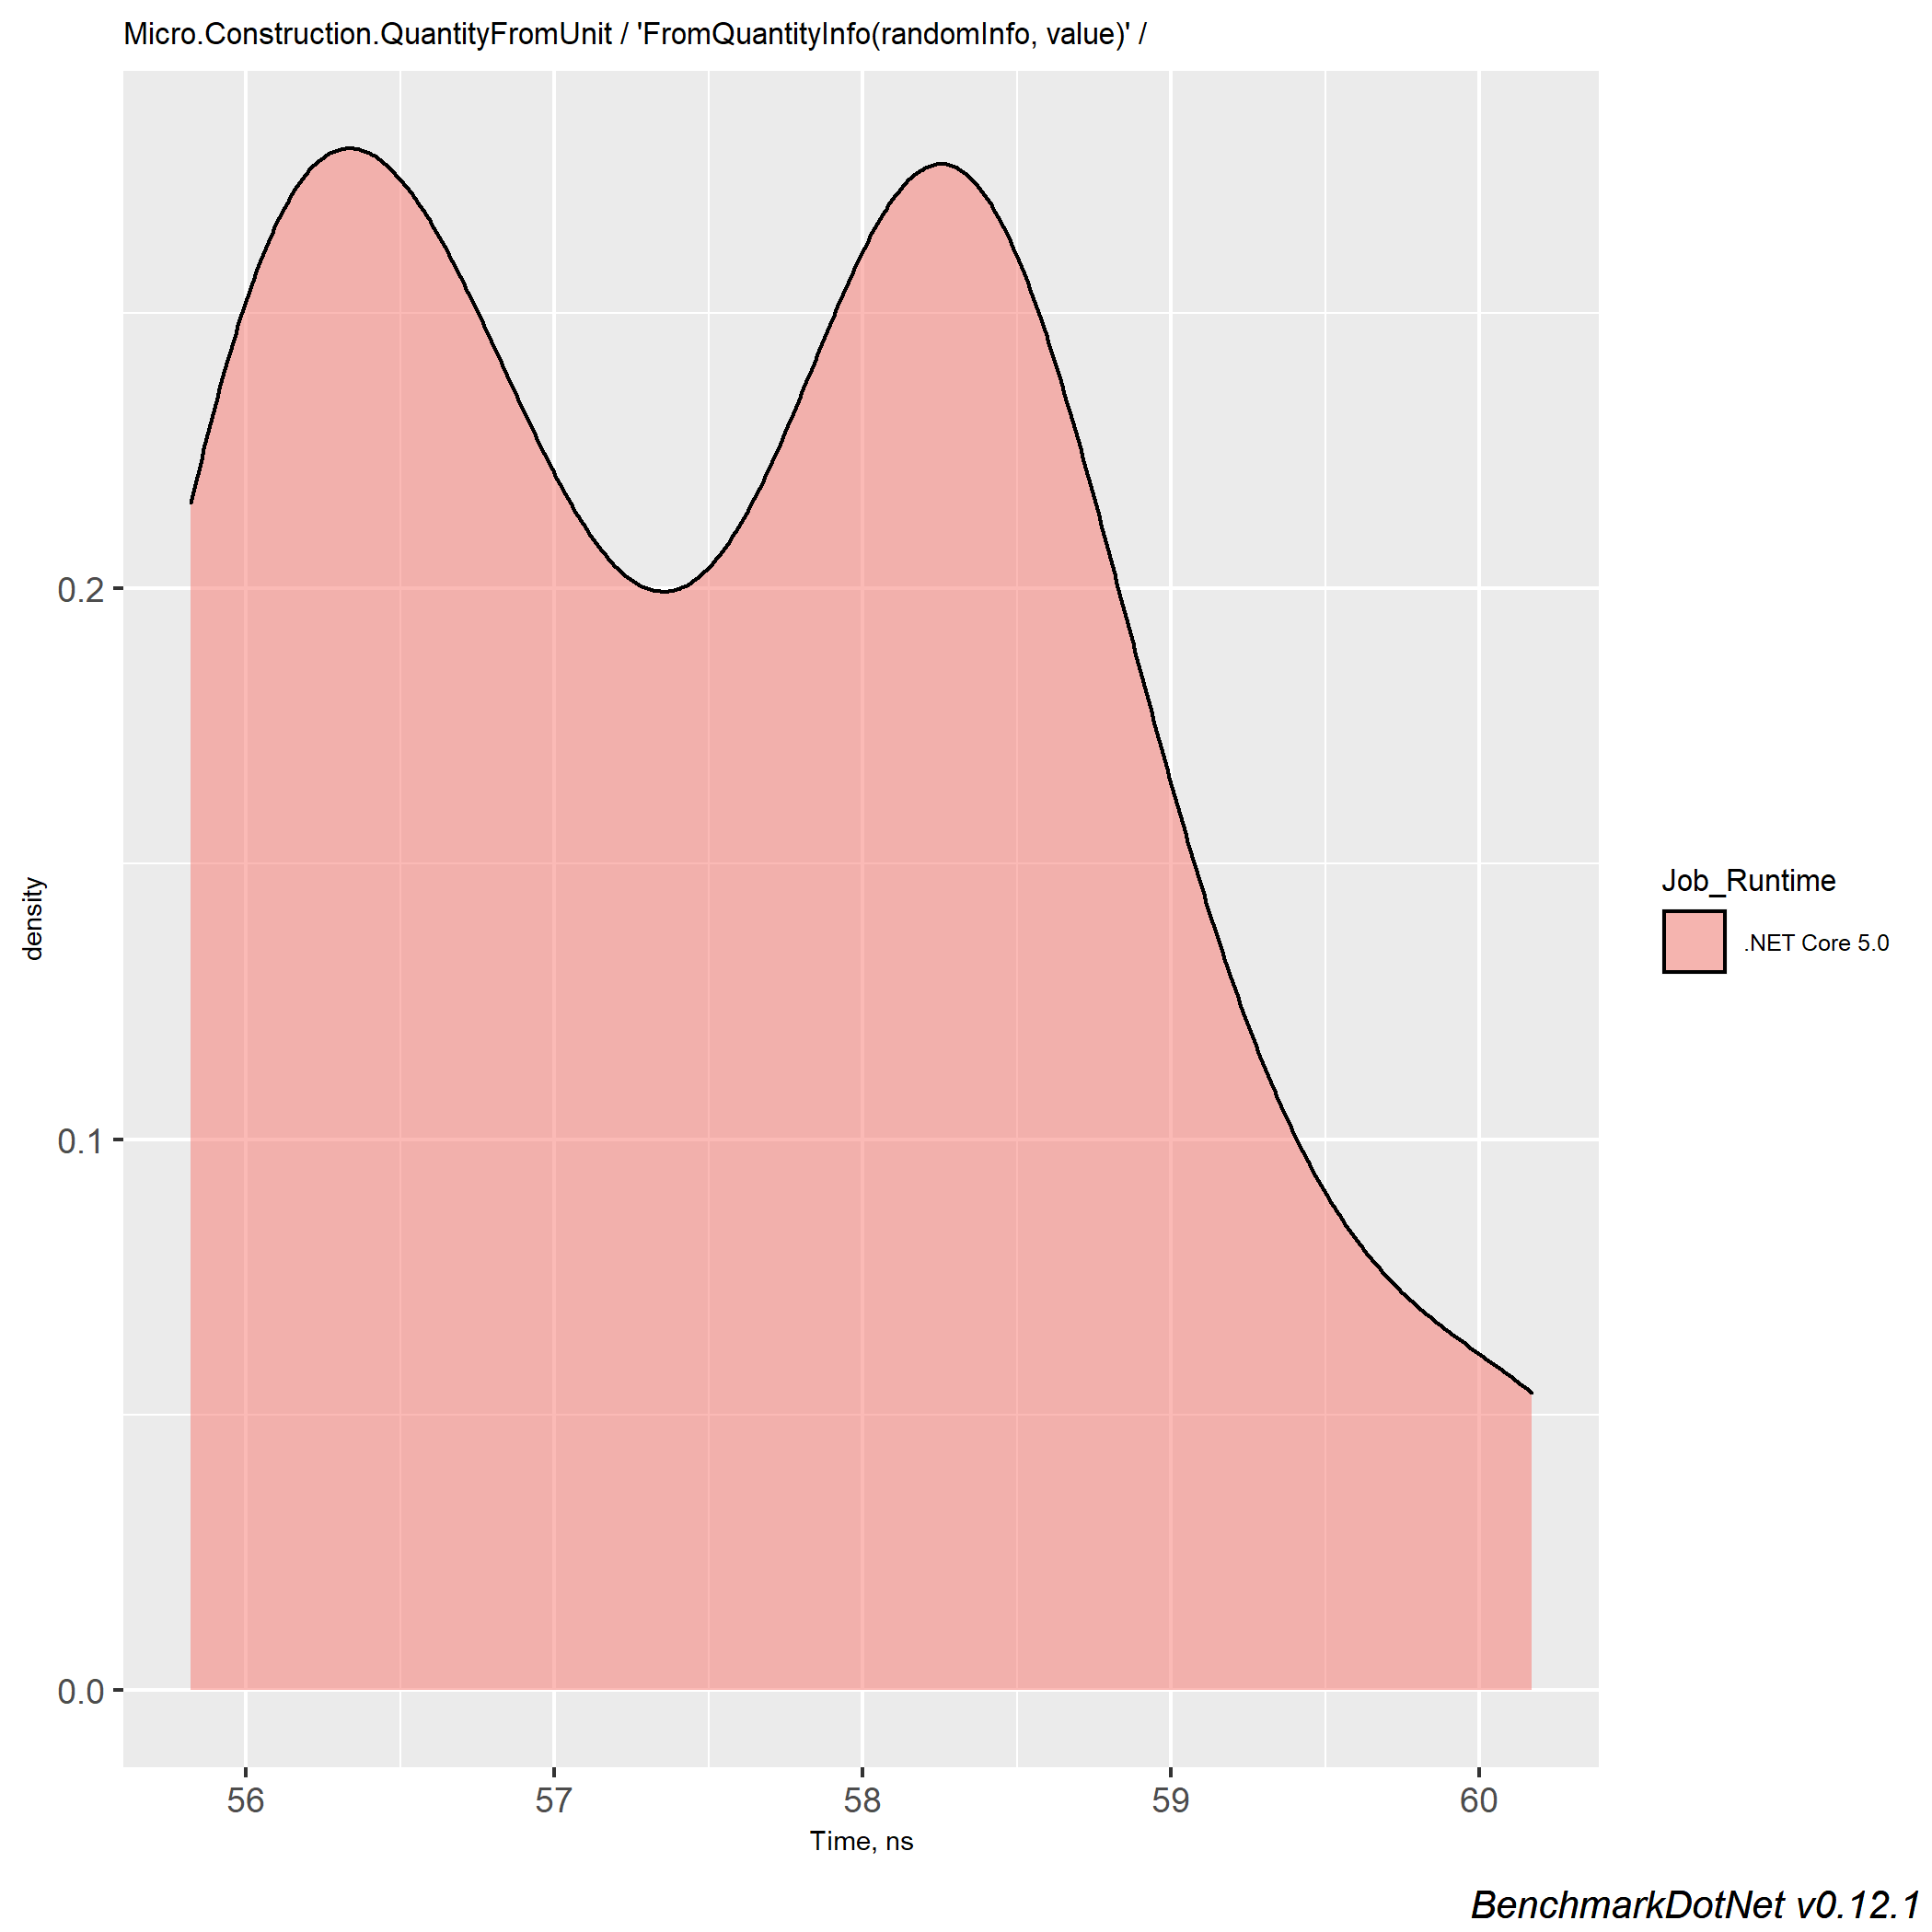 Micro.Construction.QuantityFromUnit / 'FromQuantityInfo(randomInfo, value)' /
density
0.2
0.1
0.0
56 57 58 59 60
Time, ns
Job_Runtime
.NET Core 5.0
BenchmarkDotNet v0.12.1